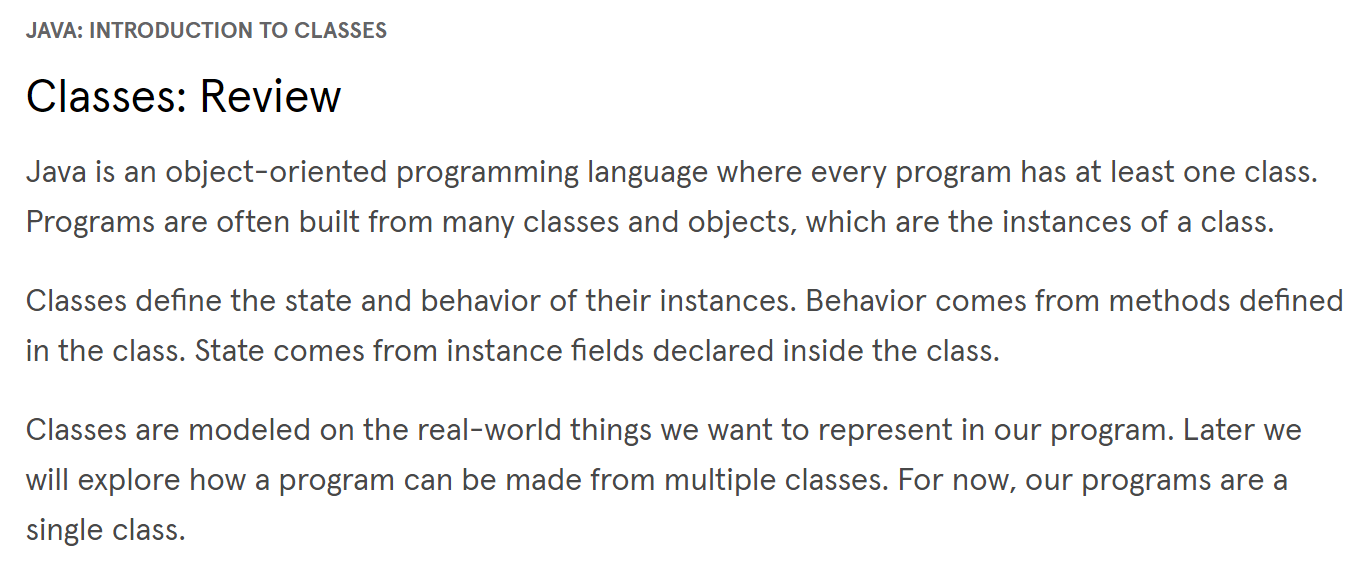 JAVA: INTRODUCTION TO CLASSES
Classes: Review
Java is an object-oriented programming language where every program has at least one class.
Programs are often built from many classes and objects, which are the instances of a class.
Classes define the state and behavior of their instances. Behavior comes from methods defined
in the class. State comes from instance fields declared inside the class.
Classes are modeled on the real-world things we want to represent in our program. Later we
will explore how a program can be made from multiple classes. For now, our programs are a
single class.